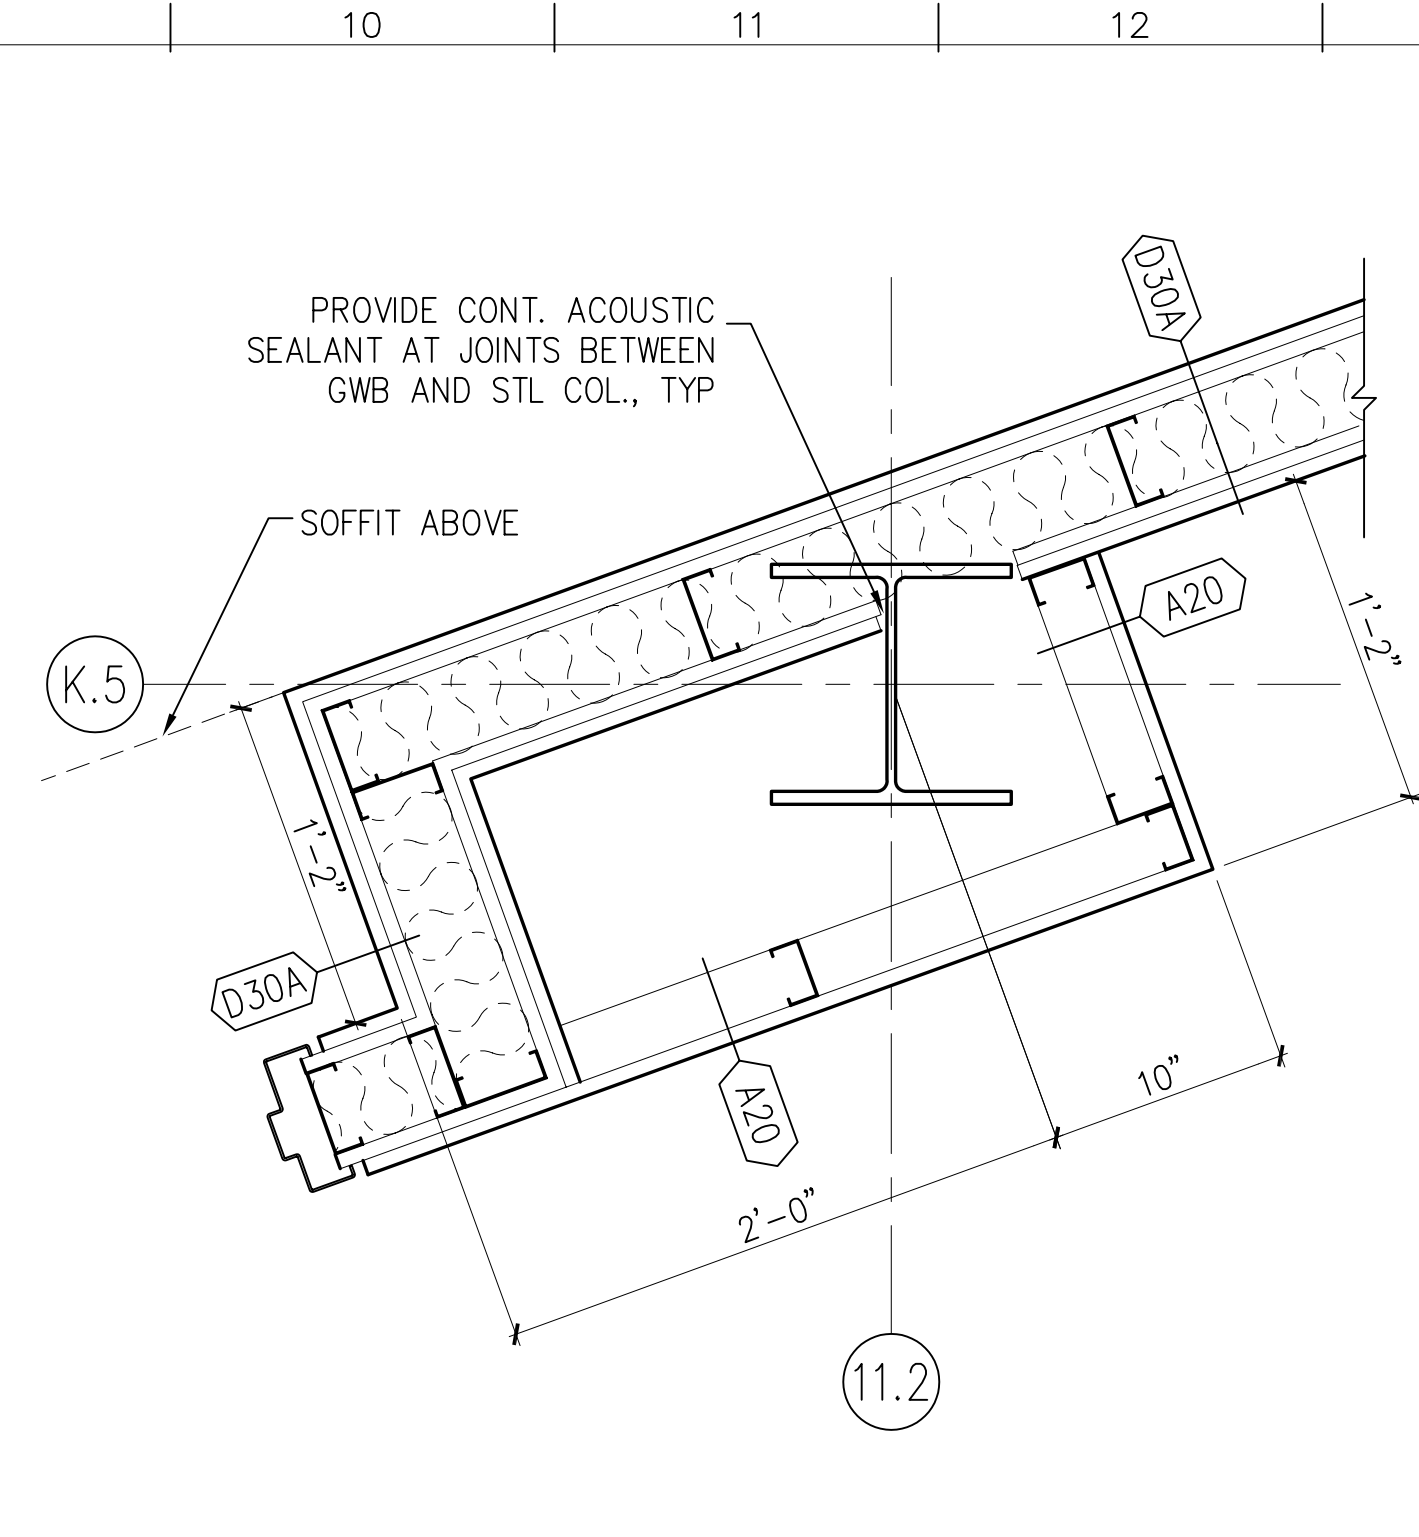 10
11
12
D30A
PROVIDE CONT. ACOUSTIC
SEALANT AT JOINTS BETWEEN
GWB AND STL COL., TYP
SOFFIT ABOVE
A20
1'-2"
K.5
1'-2"
D30A
A20
10"
2'-0"
11.2